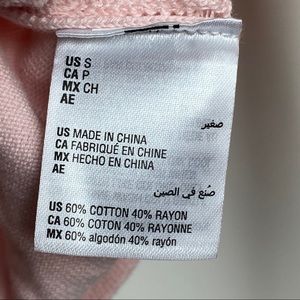 US S
CA P
MX CH
AE
صغير
US MADE IN CHINA
CA FABRIQUÉ EN CHINE
MX HECHO EN CHINA
AE
صُنع في الصين
US 60% COTTON 40% RAYON
CA 60% COTON 40% RAYONNE
MX 60% algodón 40% rayón